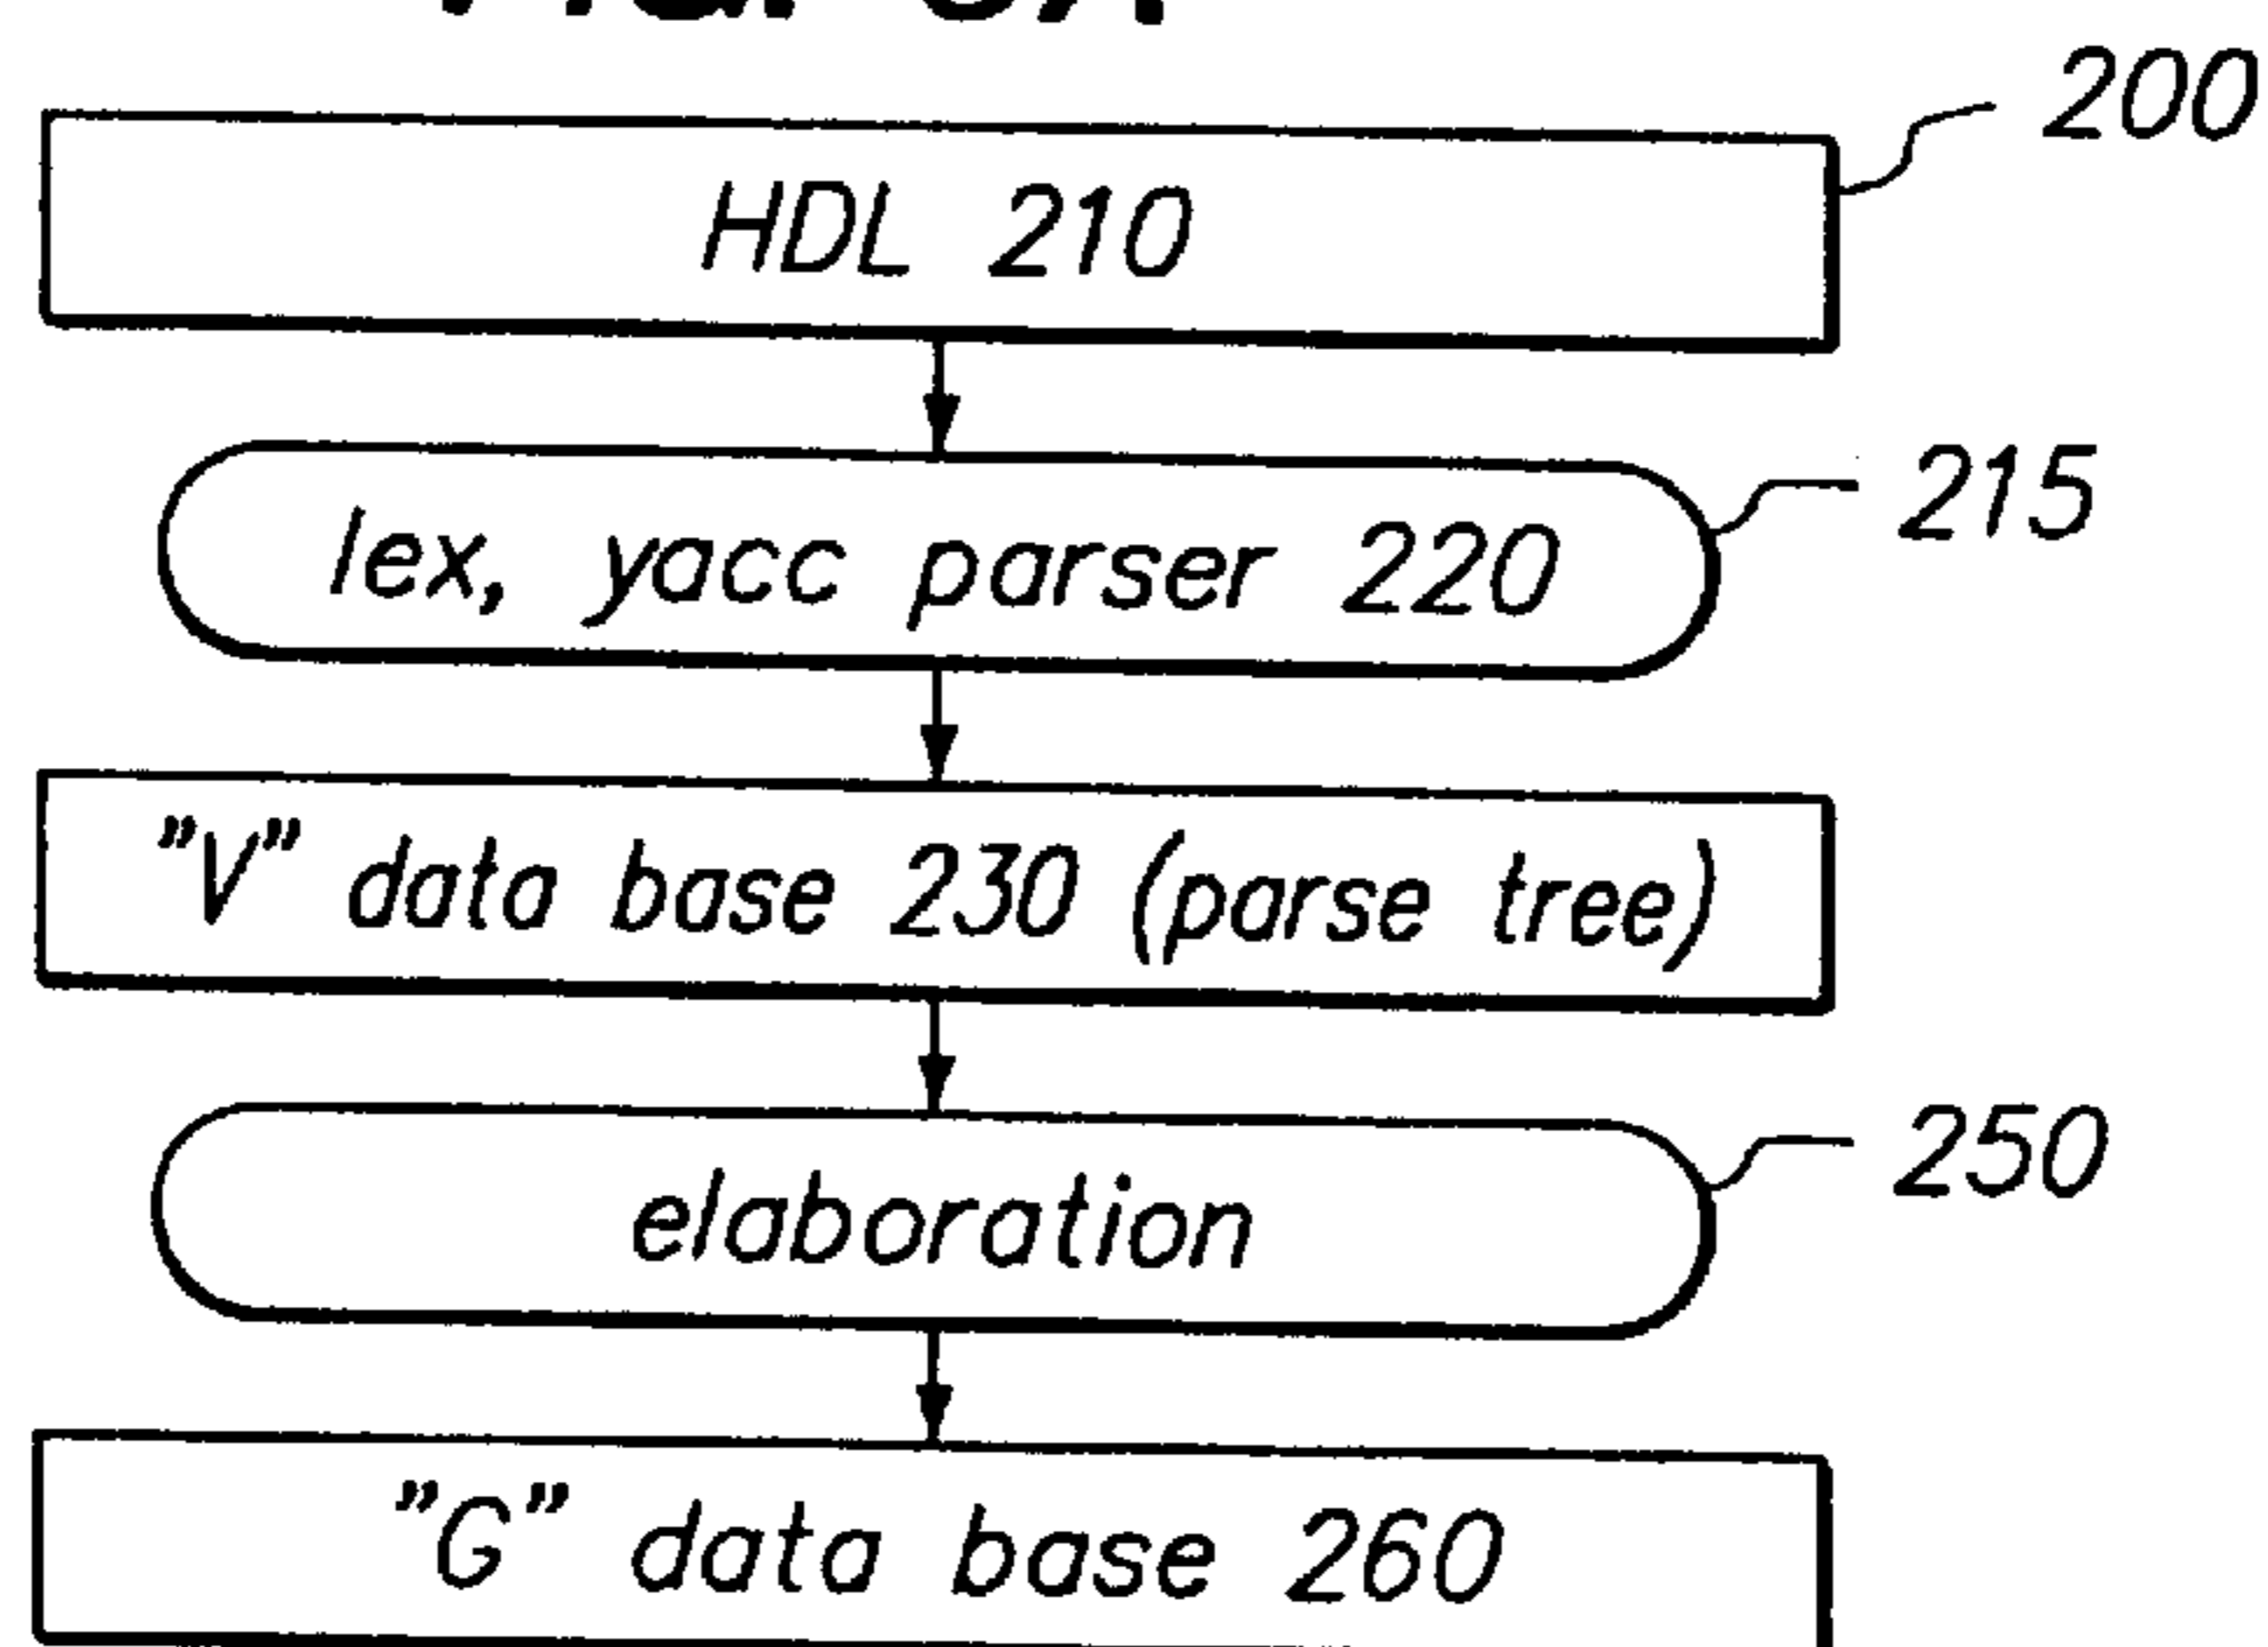 200
HDL 210
215
lex, yacc parser 220
"V" data base 230 (parse tree)
250
elaboration
"G" data base 260